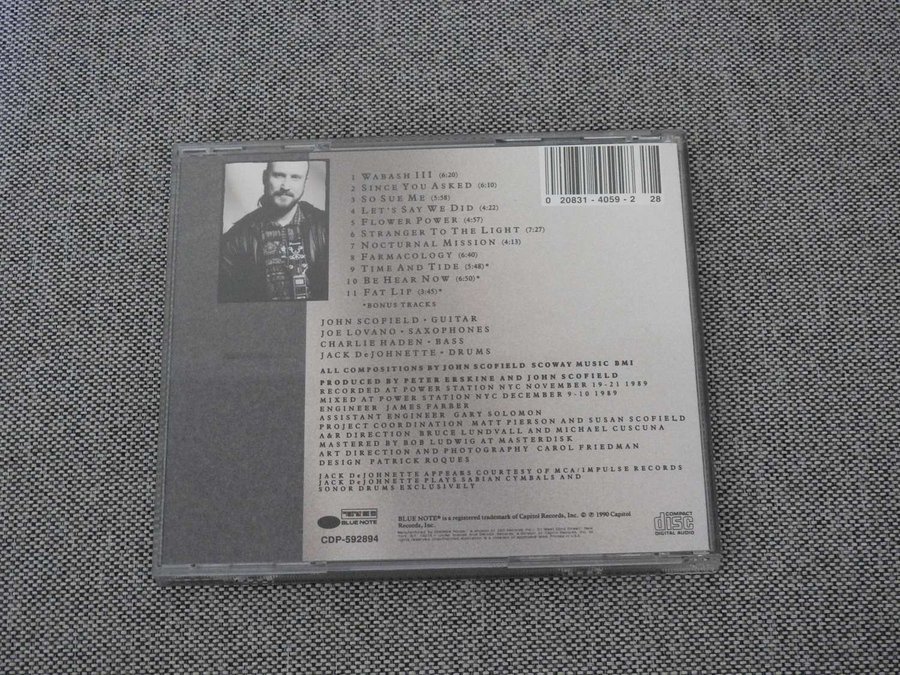 1 WABASH III (6:20)
2 SINCE YOU ASKED (6:10)
3 SO SUE ME (5:58)
4 LET'S SAY WE DID (4:22)
5 FLOWER POWER (4:57)
6 STRANGER TO THE LIGHT (7:27)
7 NOCTURNAL MISSION (4:13)
8 FARMACOLOGY (6:40)
9 TIME AND TIDE (5:48)*
10 BE HEAR NOW (6:50)*
11 FAT LIP (3:45)*
*BONUS TRACKS
0 20831-4059-2 28
JOHN SCOFIELD • GUITAR
JOE LOVANO • SAXOPHONES
CHARLIE HADEN • BASS
JACK DeJOHNETTE • DRUMS
ALL COMPOSITIONS BY JOHN SCOFIELD SCOWAY MUSIC BMI
PRODUCED BY PETER ERSKINE AND JOHN SCOFIELD
RECORDED AT POWER STATION NYC NOVEMBER 19-21 1989
MIXED AT POWER STATION NYC DECEMBER 9-10 1989
ENGINEER JAMES FARBER
ASSISTANT ENGINEER GARY SOLOMON
PROJECT COORDINATION MATT PIERSON AND SUSAN SCOFIELD
A&R DIRECTION BRUCE LUNDVALL AND MICHAEL CUSCUNA
MASTERED BY BOB LUDWIG AT MASTERDISK
ART DIRECTION AND PHOTOGRAPHY CAROL FRIEDMAN
DESIGN PATRICK ROQUES
JACK DeJOHNETTE APPEARS COURTESY OF MCA/IMPULSE RECORDS
JACK DeJOHNETTE PLAYS SABIAN CYMBALS AND
SONOR DRUMS EXCLUSIVELY
BLUE NOTE
CDP-592894
BLUE NOTE® is a registered trademark of Capitol Records, Inc. © ℗ 1990 Capitol
Records, Inc.
COMPACT
disc
DIGITAL AUDIO